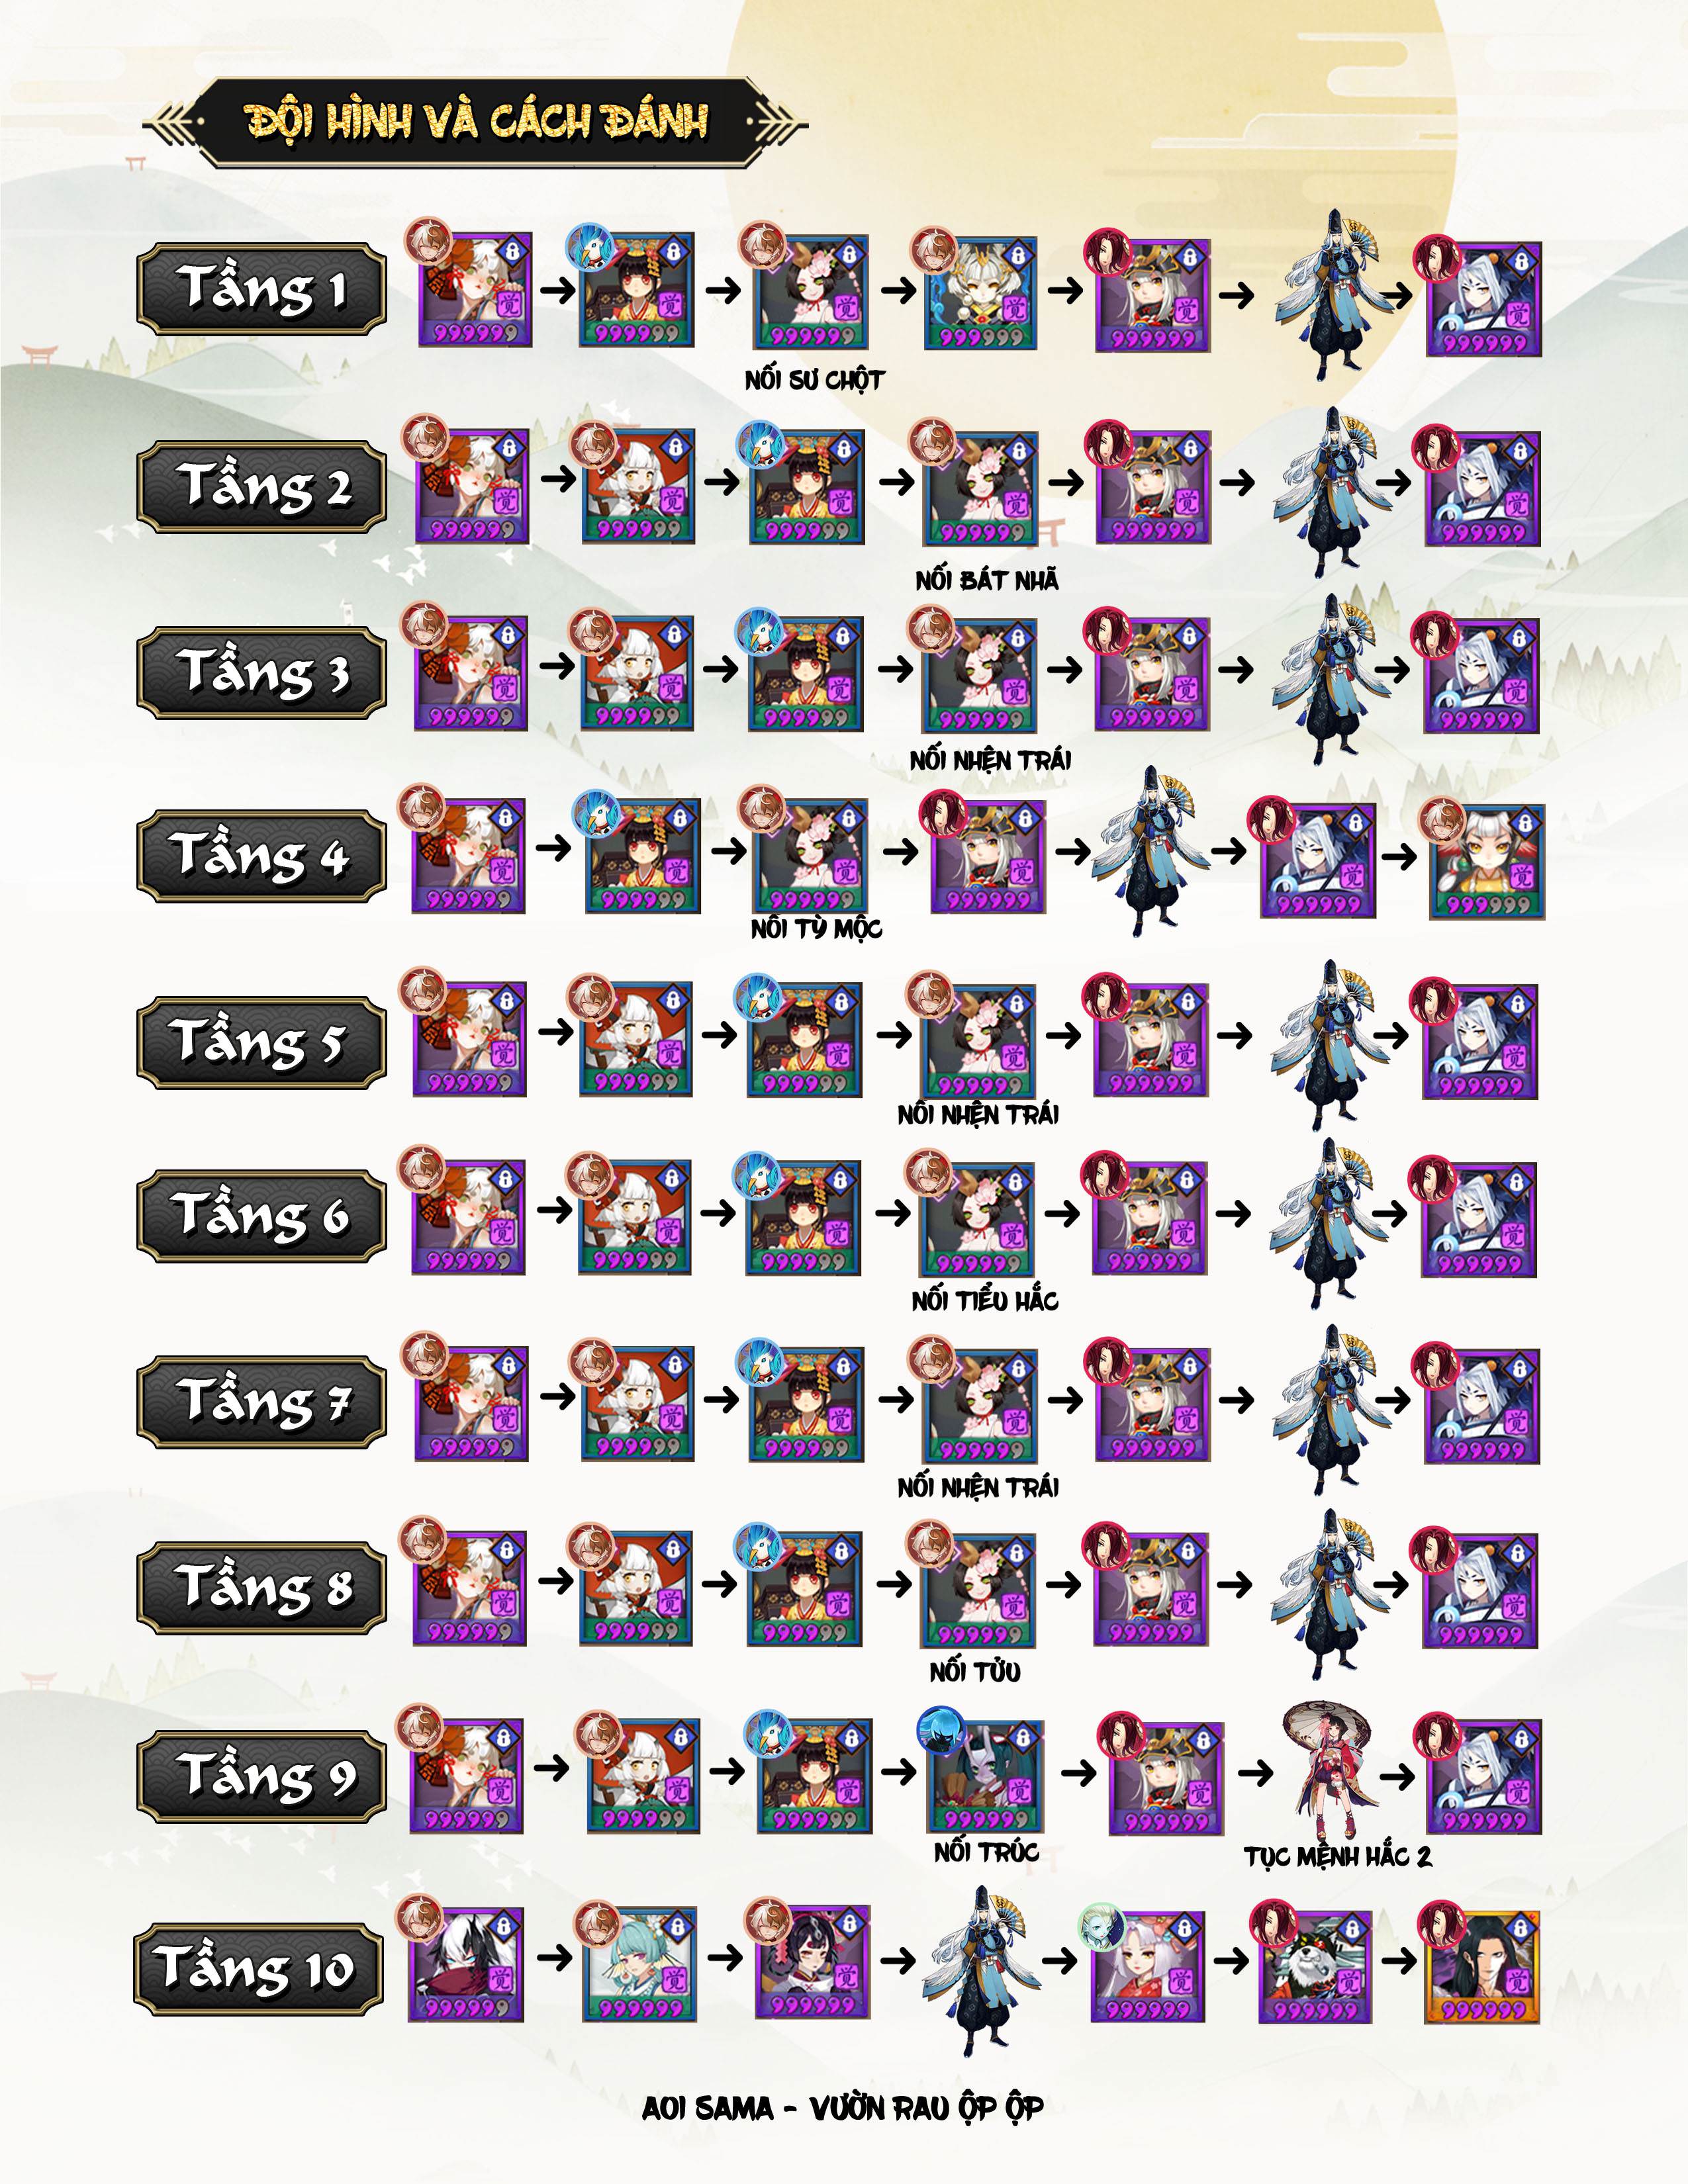 ĐỘI HÌNH VÀ CÁCH ĐÁNH
Tầng 1
NỐI SƯ CHỘT
Tầng 2
NỐI BÁT NHÃ
Tầng 3
NỐI NHỆN TRÁI
Tầng 4
NỐI TỲ MỘC
Tầng 5
NỐI NHỆN TRÁI
Tầng 6
NỐI TIỂU HẮC
Tầng 7
NỐI NHỆN TRÁI
Tầng 8
NỐI TỬU
Tầng 9
NỐI TRÚC
TỤC MỆNH HẮC 2
Tầng 10
AOI SAMA - VƯỜN RAU ỘP ỘP